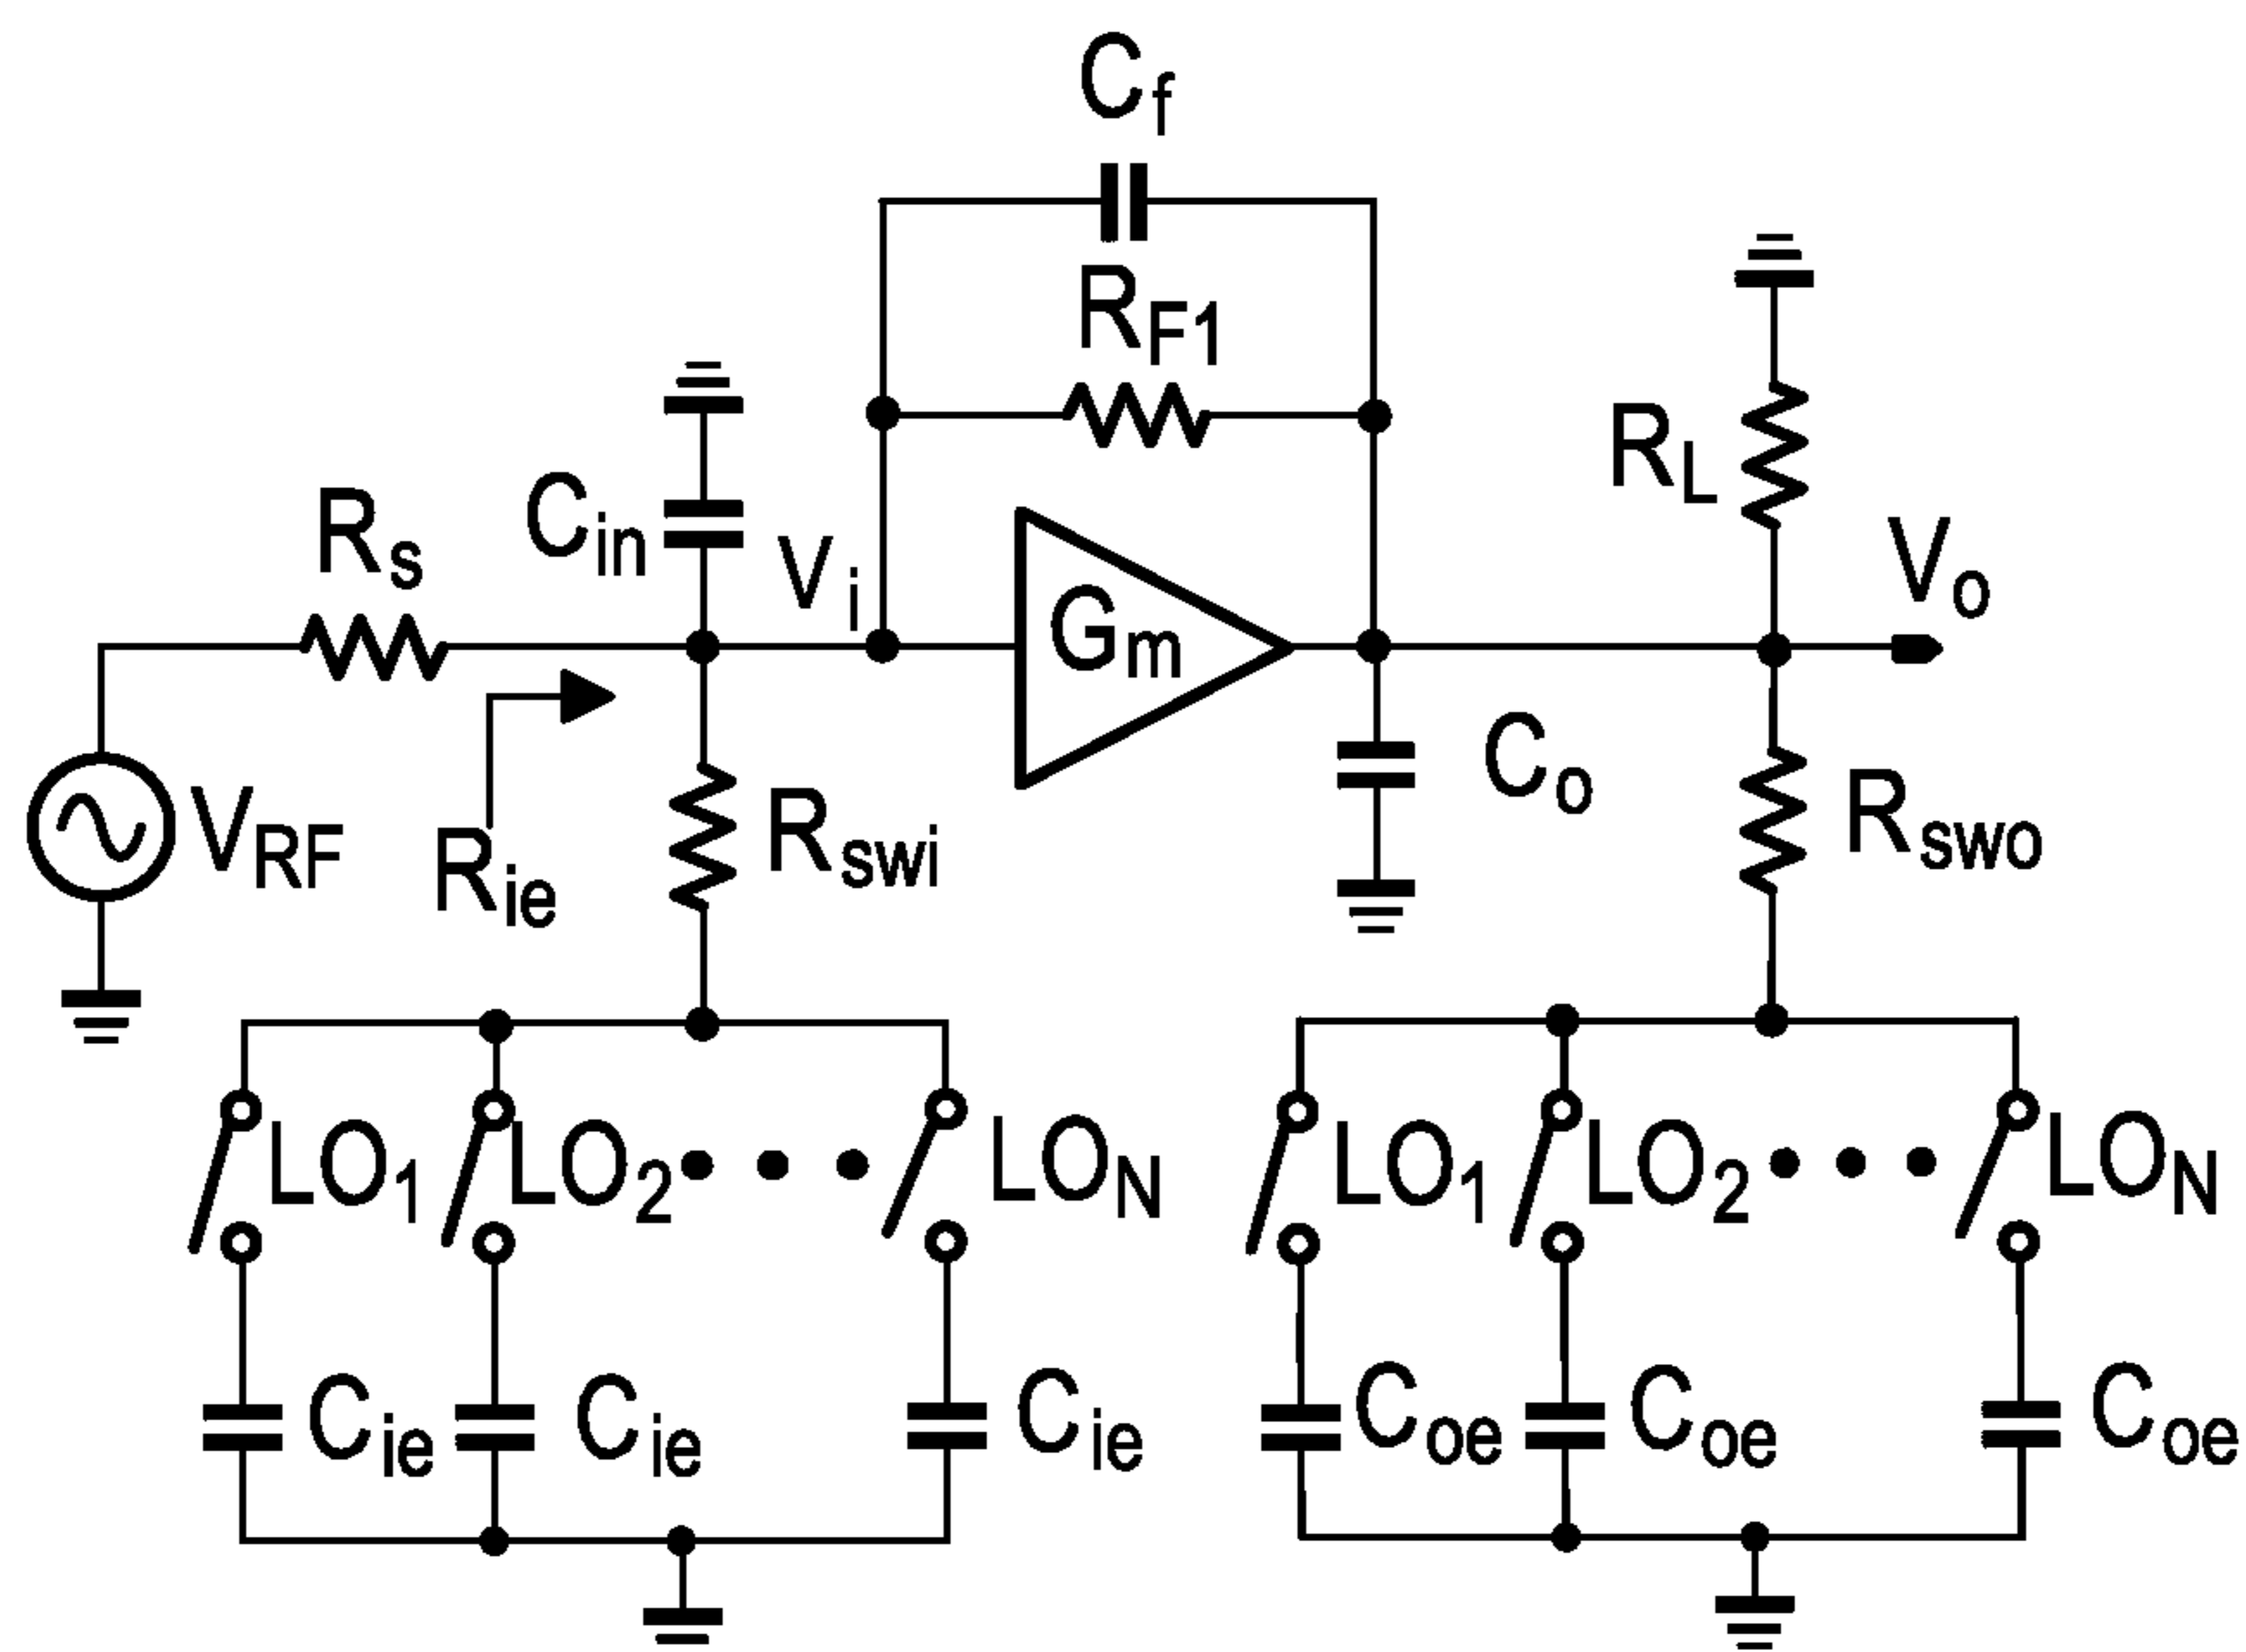 Cf
RF1
RL
Rs
Cin
Vi
Gm
Vo
Co
VRF
Rie
Rswi
Rswo
LO1 LO2 ••• LON
LO1 LO2 ••• LON
Cie Cie Cie
Coe Coe Coe